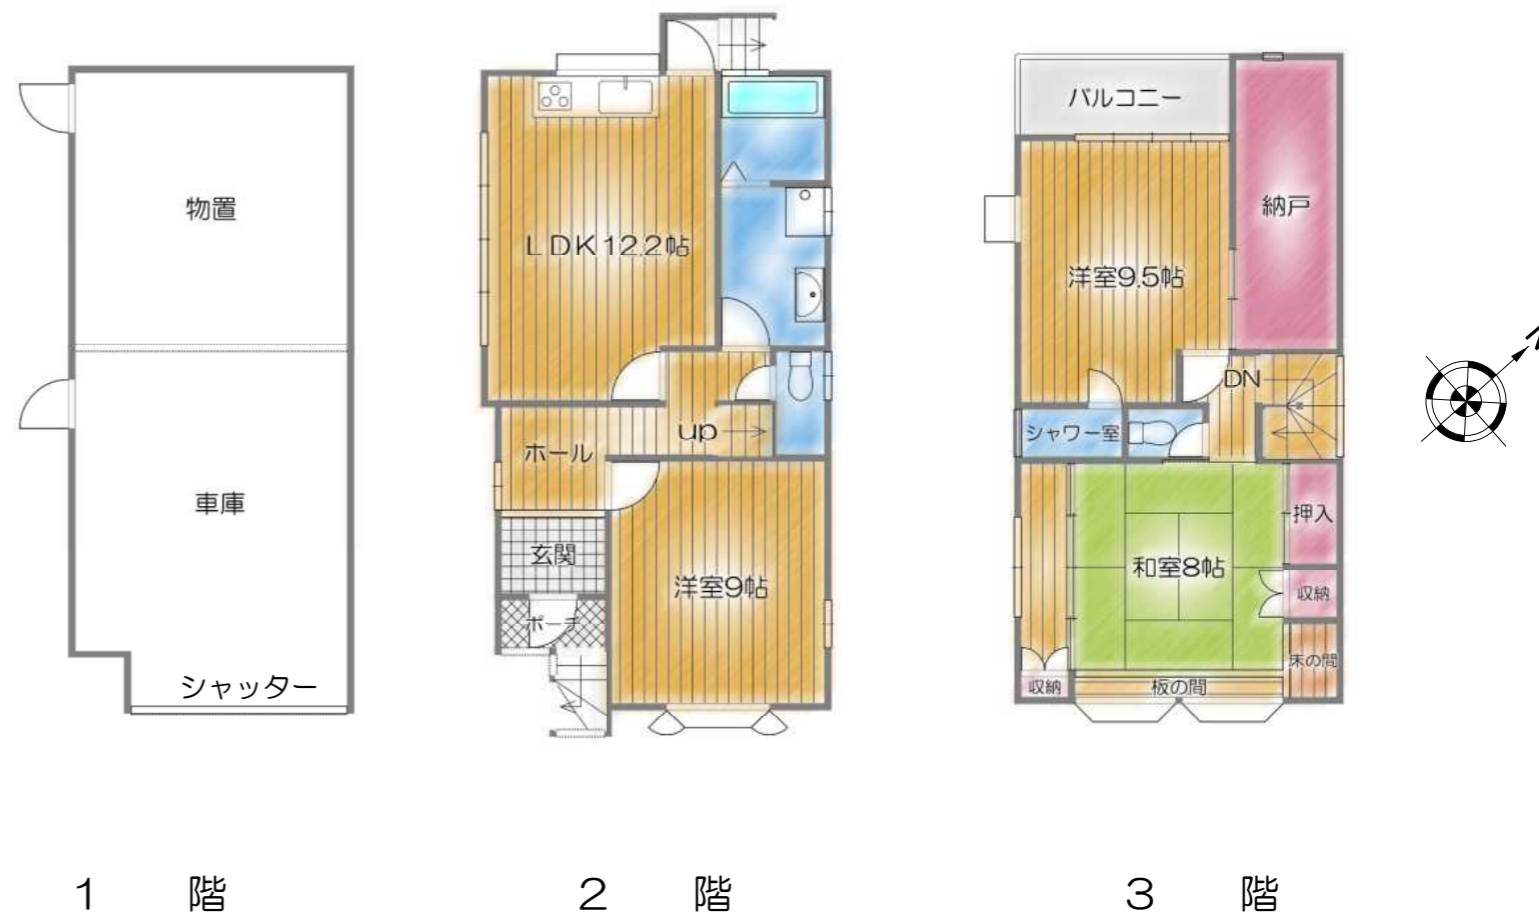 物置
車庫
シャッター
1 階
LDK12.2帖
up
ホール
玄関
ポーチ
洋室9帖
2 階
バルコニー
納戸
洋室9.5帖
DN
シャワー室
押入
和室8帖
収納
床の間
収納
板の間
3 階